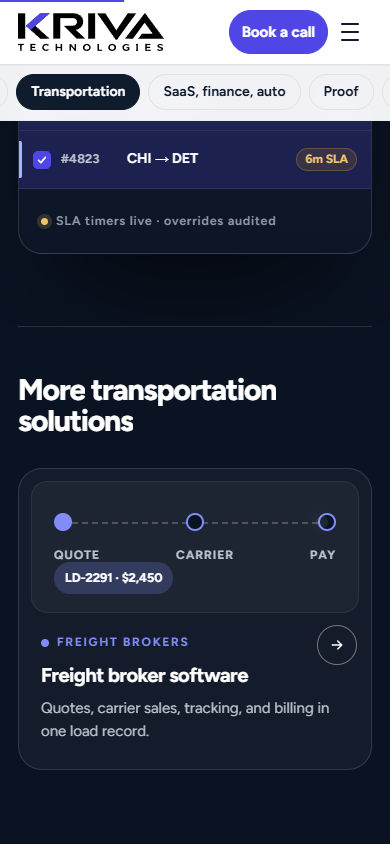 KRIVA
TECHNOLOGIES
Book a call
Transportation
SaaS, finance, auto
Proof
#4823
CHI → DET
6m SLA
SLA timers live · overrides audited
More transportation
solutions
QUOTE
CARRIER
PAY
LD-2291 · $2,450
FREIGHT BROKERS
Freight broker software
Quotes, carrier sales, tracking, and billing in
one load record.